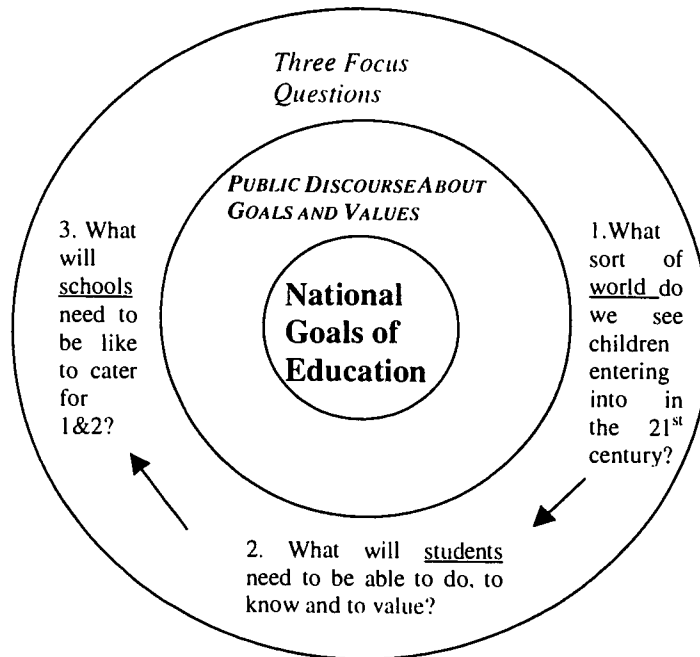 Three Focus
Questions
PUBLIC DISCOURSE ABOUT
GOALS AND VALUES
National
Goals of
Education
1.What
sort of
world do
we see
children
entering
into in
the 21st
century?
2. What will students
need to be able to do, to
know and to value?
3. What
will
schools
need to
be like
to cater
for
1&2?